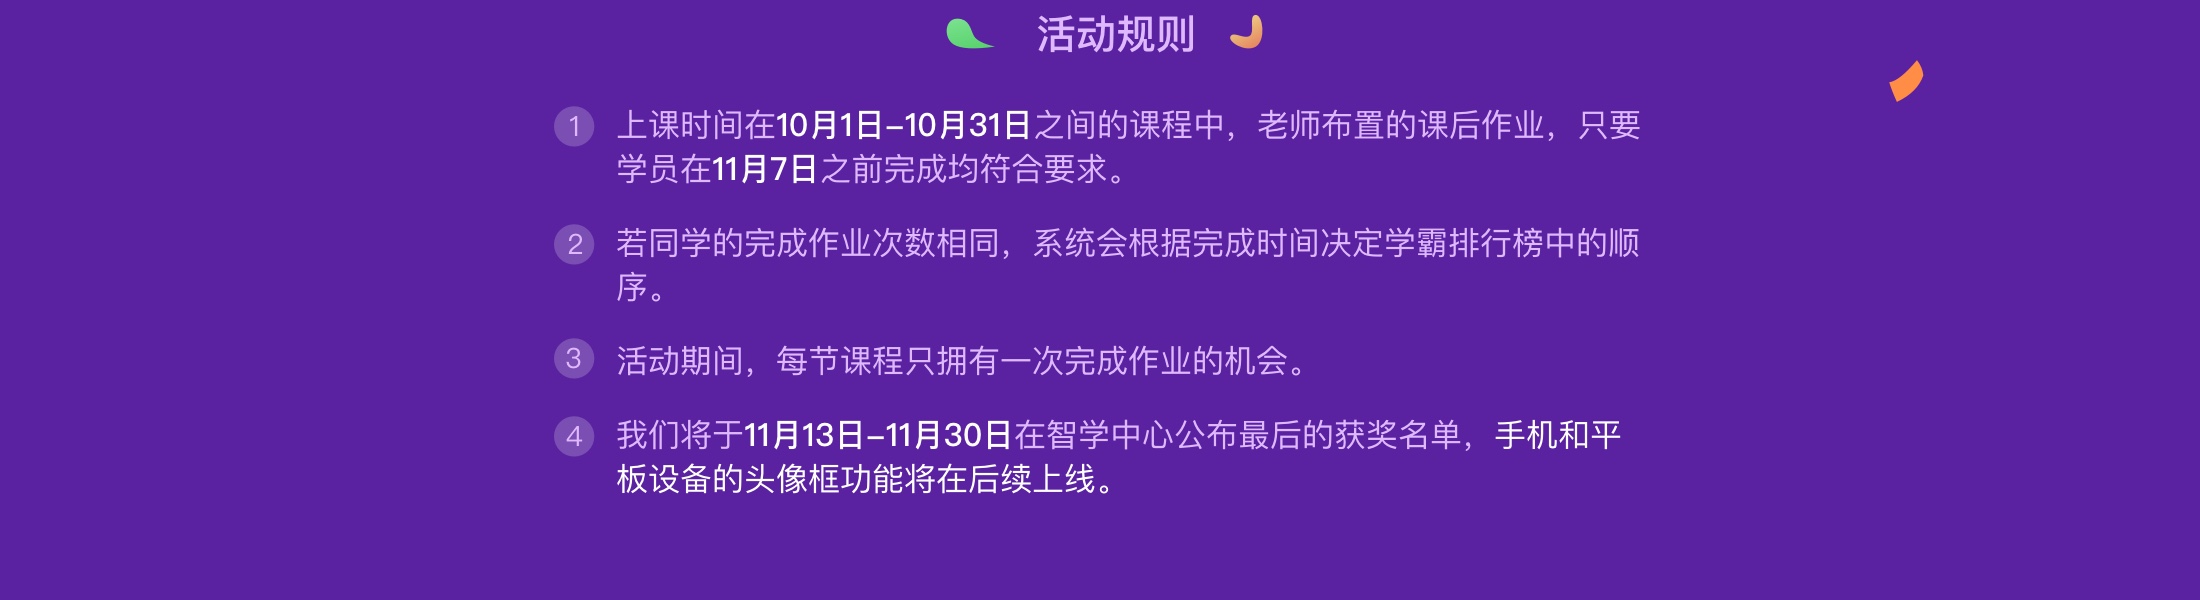 活动规则
1 上课时间在10月1日–10月31日之间的课程中，老师布置的课后作业，只要
学员在11月7日之前完成均符合要求。
2 若同学的完成作业次数相同，系统会根据完成时间决定学霸排行榜中的顺
序。
3 活动期间，每节课程只拥有一次完成作业的机会。
4 我们将于11月13日–11月30日在智学中心公布最后的获奖名单，手机和平
板设备的头像框功能将在后续上线。